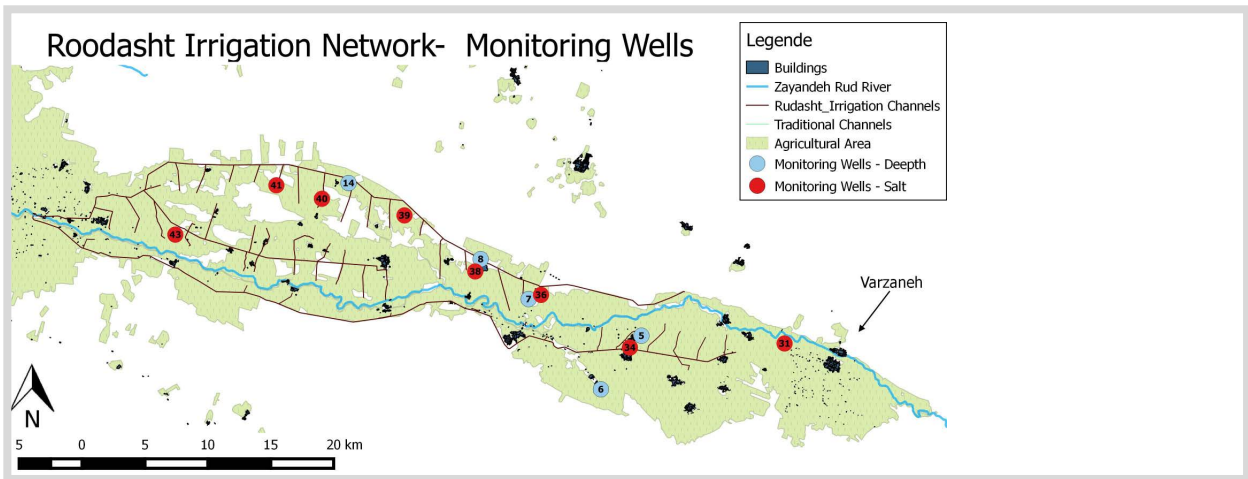 Roodasht Irrigation Network- Monitoring Wells
Legende
Buildings
Zayandeh Rud River
Rudasht_Irrigation Channels
Traditional Channels
Agricultural Area
Monitoring Wells - Deepth
Monitoring Wells - Salt
41
40
14
39
43
8
38
7
36
Varzaneh
5
34
31
6
N
5 0 5 10 15 20 km